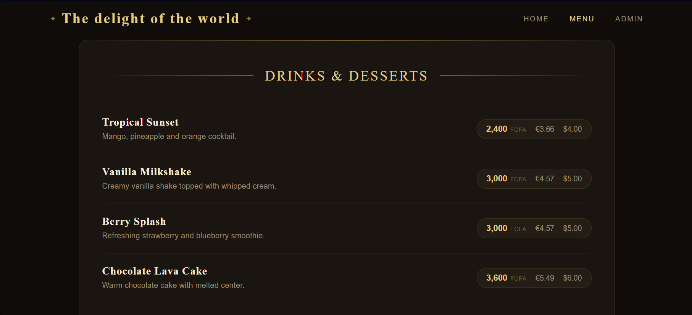 ✦ The delight of the world ✦
HOME MENU ADMIN
DRINKS & DESSERTS
Tropical Sunset
Mango, pineapple and orange cocktail.
2,400 FCFA €3.66 $4.00
Vanilla Milkshake
Creamy vanilla shake topped with whipped cream.
3,000 FCFA €4.57 $5.00
Berry Splash
Refreshing strawberry and blueberry smoothie.
3,000 FCFA €4.57 $5.00
Chocolate Lava Cake
Warm chocolate cake with melted center.
3,600 FCFA €5.49 $6.00